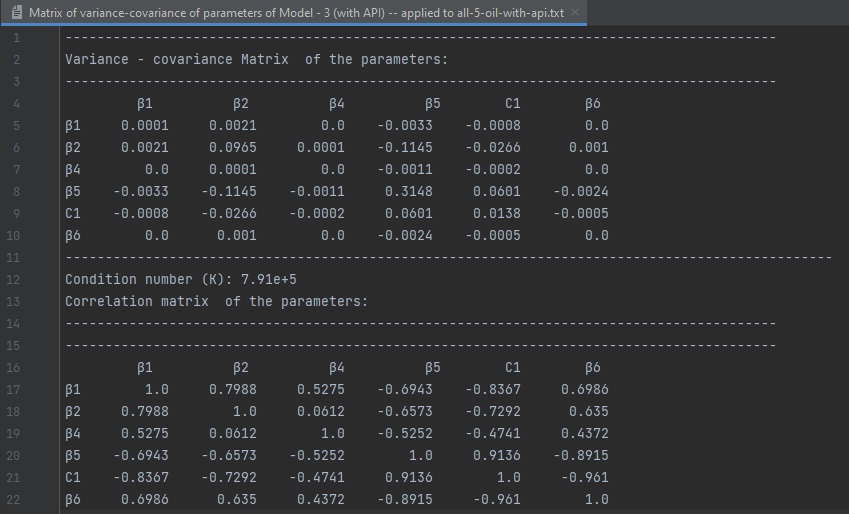 Matrix of variance-covariance of parameters of Model - 3 (with API) -- applied to all-5-oil-with-api.txt ×
1 -----------------------------------------------------------------------------------------
2 Variance - covariance Matrix  of the parameters:
3 -----------------------------------------------------------------------------------------
4 β1 β2 β4 β5 C1 β6
5 β1 0.0001 0.0021 0.0 -0.0033 -0.0008 0.0
6 β2 0.0021 0.0965 0.0001 -0.1145 -0.0266 0.001
7 β4 0.0 0.0001 0.0 -0.0011 -0.0002 0.0
8 β5 -0.0033 -0.1145 -0.0011 0.3148 0.0601 -0.0024
9 C1 -0.0008 -0.0266 -0.0002 0.0601 0.0138 -0.0005
10 β6 0.0 0.001 0.0 -0.0024 -0.0005 0.0
11 ------------------------------------------------------------------------------------------------
12 Condition number (K): 7.91e+5
13 Correlation matrix  of the parameters:
14 -----------------------------------------------------------------------------------------
15 -----------------------------------------------------------------------------------------
16 β1 β2 β4 β5 C1 β6
17 β1 1.0 0.7988 0.5275 -0.6943 -0.8367 0.6986
18 β2 0.7988 1.0 0.0612 -0.6573 -0.7292 0.635
19 β4 0.5275 0.0612 1.0 -0.5252 -0.4741 0.4372
20 β5 -0.6943 -0.6573 -0.5252 1.0 0.9136 -0.8915
21 C1 -0.8367 -0.7292 -0.4741 0.9136 1.0 -0.961
22 β6 0.6986 0.635 0.4372 -0.8915 -0.961 1.0